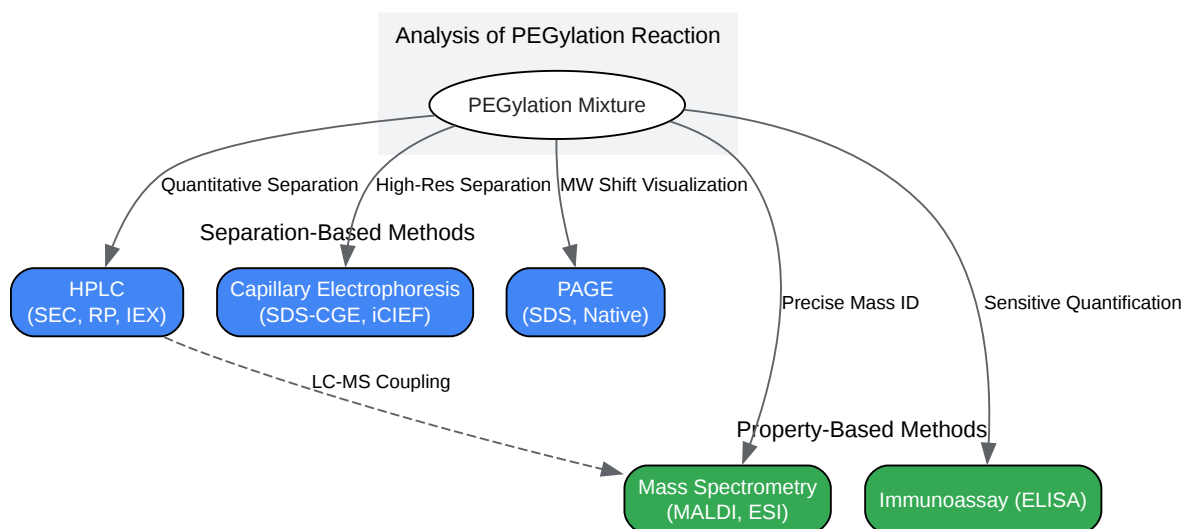 Analysis of PEGylation Reaction
PEGylation Mixture
Quantitative Separation
High-Res Separation
MW Shift Visualization
Separation-Based Methods
HPLC
(SEC, RP, IEX)
Capillary Electrophoresis
(SDS-CGE, iCIEF)
PAGE
(SDS, Native)
Precise Mass ID
Sensitive Quantification
LC-MS Coupling
Property-Based Methods
Mass Spectrometry
(MALDI, ESI)
Immunoassay (ELISA)